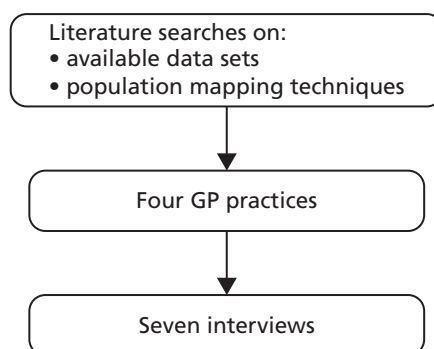 Literature searches on:
• available data sets
• population mapping techniques
Four GP practices
Seven interviews